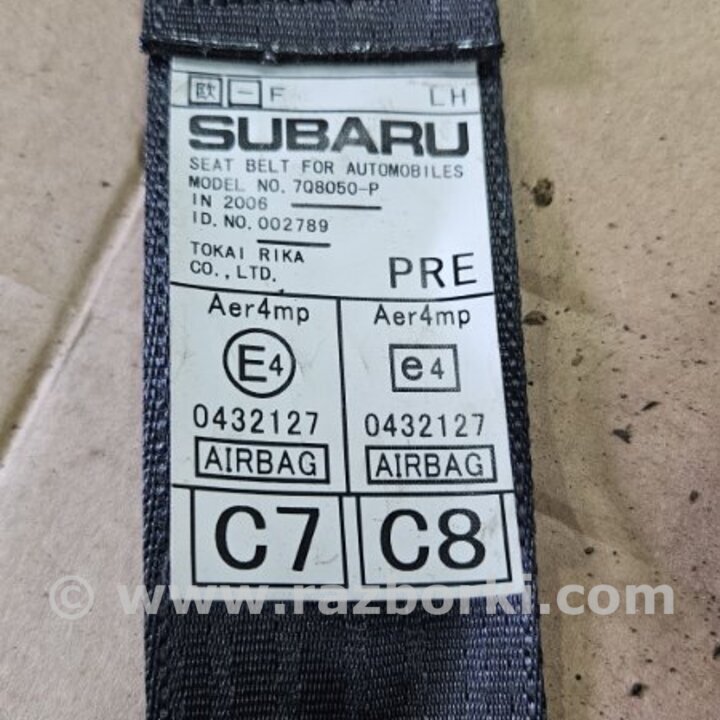 欧 一 F LH
SUBARU
SEAT BELT FOR AUTOMOBILES
MODEL NO. 7Q8050-P
IN 2006
ID. NO. 002789
TOKAI RIKA
CO., LTD.
PRE
Aer4mp
E4
0432127
AIRBAG
C7
Aer4mp
e4
0432127
AIRBAG
C8
© www.razborki.com